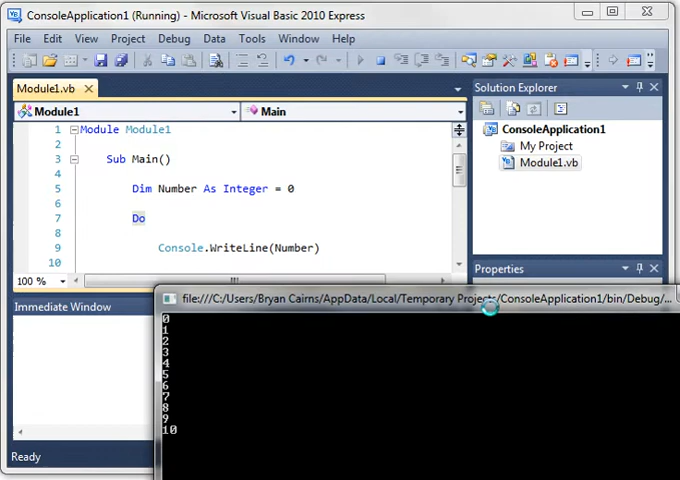 ConsoleApplication1 (Running) - Microsoft Visual Basic 2010 Express
File Edit View Project Debug Data Tools Window Help
Module1.vb
Module1 Main
1 Module Module1
2
3 Sub Main()
4
5 Dim Number As Integer = 0
6
7 Do
8
9 Console.WriteLine(Number)
10
100 %
Immediate Window
Ready
Solution Explorer
ConsoleApplication1
My Project
Module1.vb
Properties
file:///C:/Users/Bryan Cairns/AppData/Local/Temporary Projects/ConsoleApplication1/bin/Debug/...
0
1
2
3
4
5
6
7
8
9
10